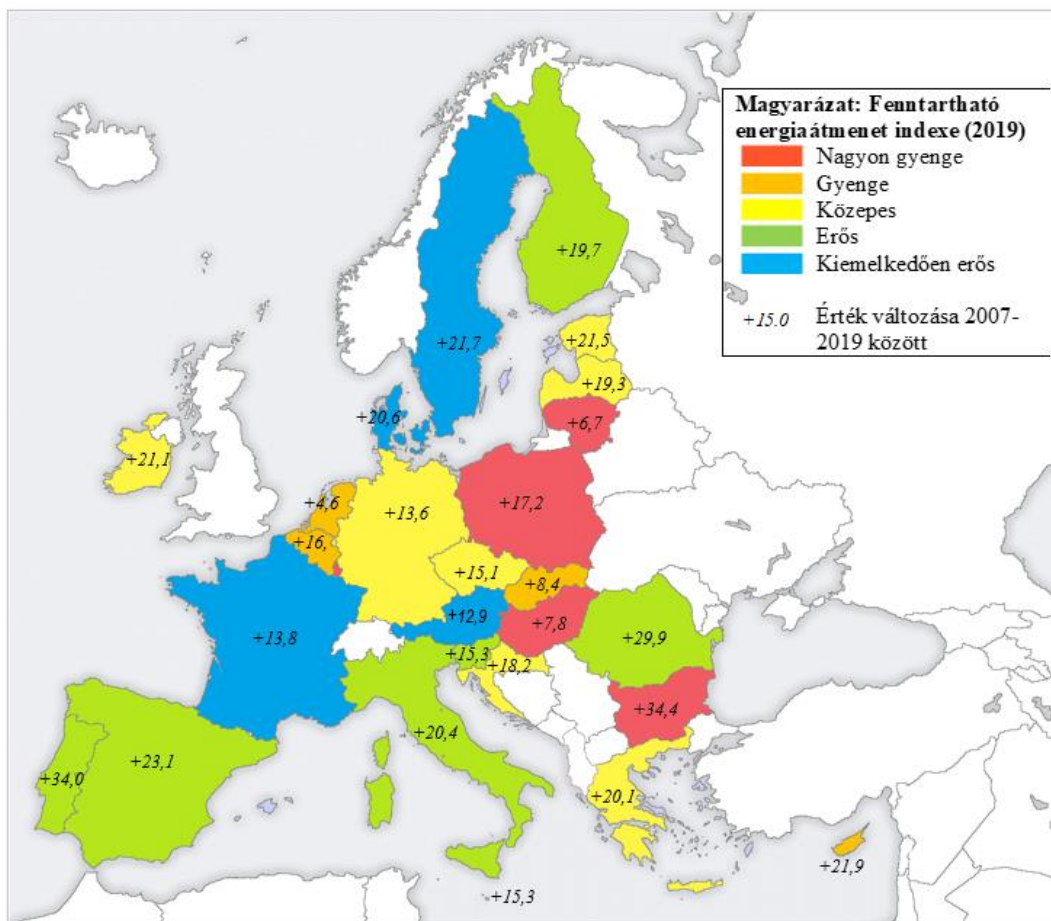 Magyarázat: Fenntartható
energiaátmenet indexe (2019)
Nagyon gyenge
Gyenge
Közepes
Erős
Kiemelkedően erős
+15.0 Érték változása 2007-
2019 között
+19,7
+21,7
+21,5
+19,3
+20,6
+6,7
+21,1
+4,6
+13,6
+17,2
+16,
+15,1
+8,4
+12,9
+7,8
+13,8
+15,3
+18,2
+29,9
+34,4
+20,4
+23,1
+34,0
+20,1
+21,9
+15,3